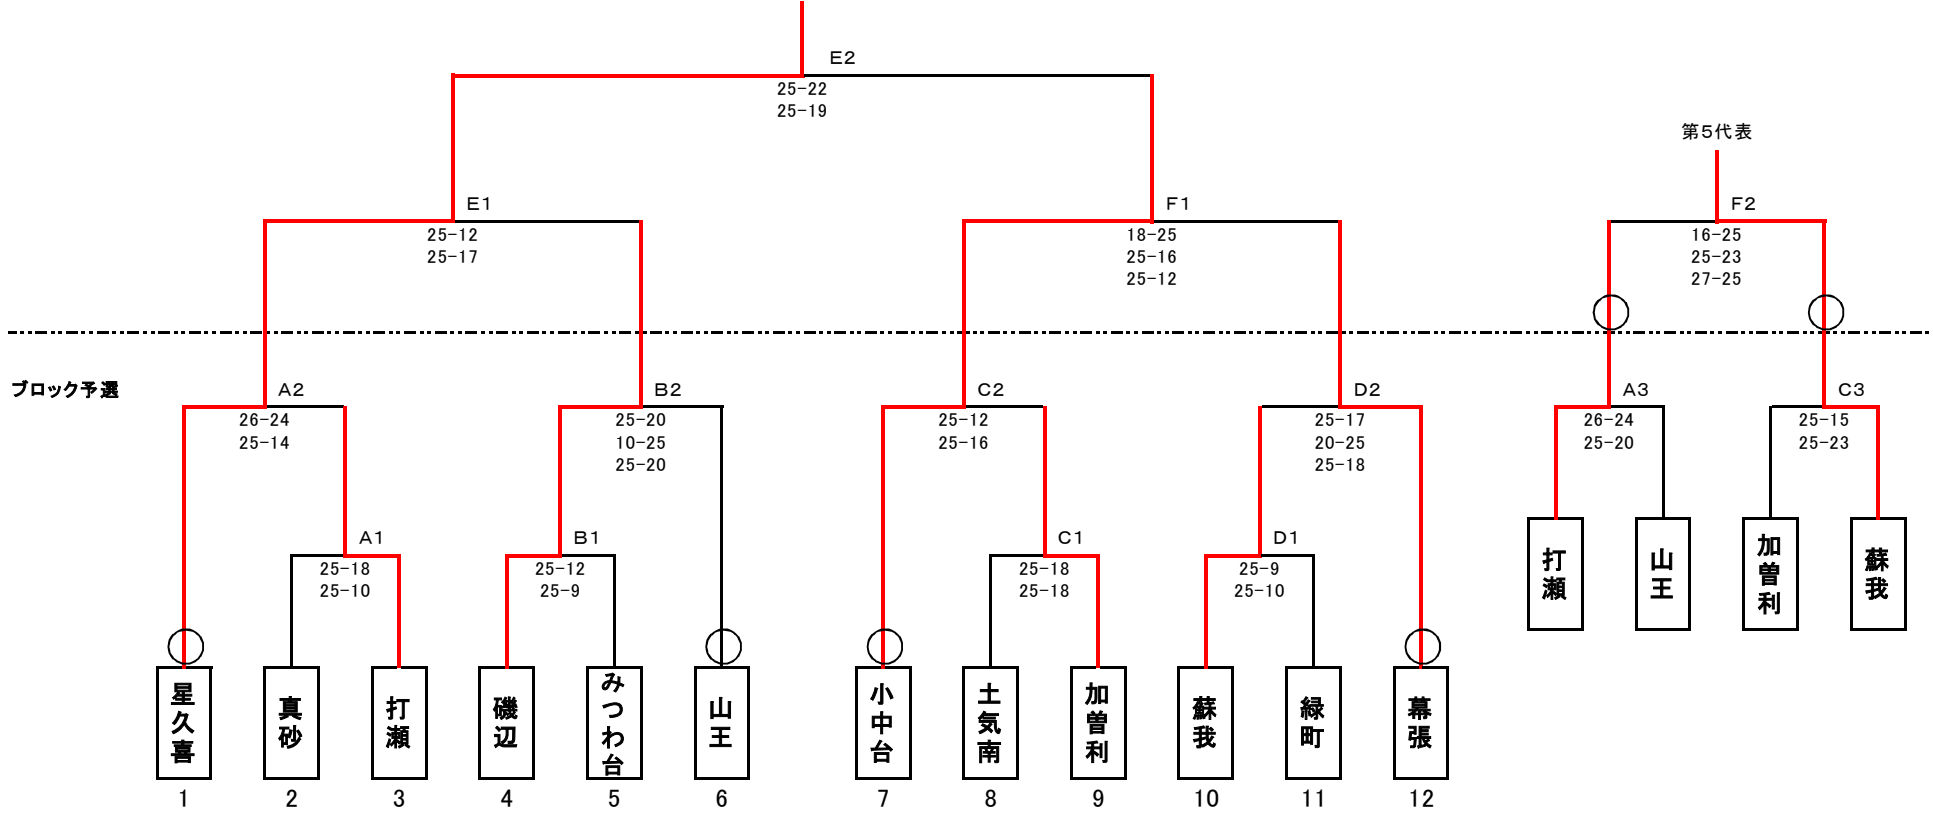 E2
25-22
25-19
第5代表
E1
25-12
25-17
F1
18-25
25-16
25-12
F2
16-25
25-23
27-25
ブロック予選
A2
26-24
25-14
B2
25-20
10-25
25-20
C2
25-12
25-16
D2
25-17
20-25
25-18
A3
26-24
25-20
C3
25-15
25-23
A1
25-18
25-10
B1
25-12
25-9
C1
25-18
25-18
D1
25-9
25-10
打瀬
山王
加曽利
蘇我
星久喜
真砂
打瀬
磯辺
みつわ台
山王
小中台
土気南
加曽利
蘇我
緑町
幕張
1 2 3 4 5 6 7 8 9 10 11 12